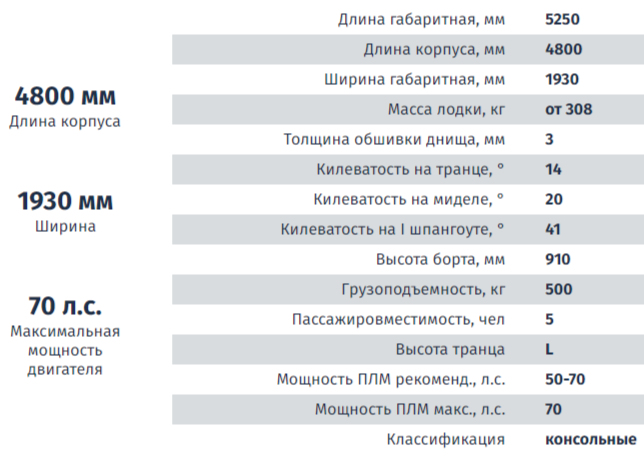 4800 мм
Длина корпуса
1930 мм
Ширина
70 л.с.
Максимальная
мощность
двигателя
Длина габаритная, мм 5250
Длина корпуса, мм 4800
Ширина габаритная, мм 1930
Масса лодки, кг от 308
Толщина обшивки днища, мм 3
Килеватость на транце, ° 14
Килеватость на миделе, ° 20
Килеватость на I шпангоуте, ° 41
Высота борта, мм 910
Грузоподъемность, кг 500
Пассажировместимость, чел 5
Высота транца L
Мощность ПЛМ рекоменд., л.с. 50-70
Мощность ПЛМ макс., л.с. 70
Классификация консольные